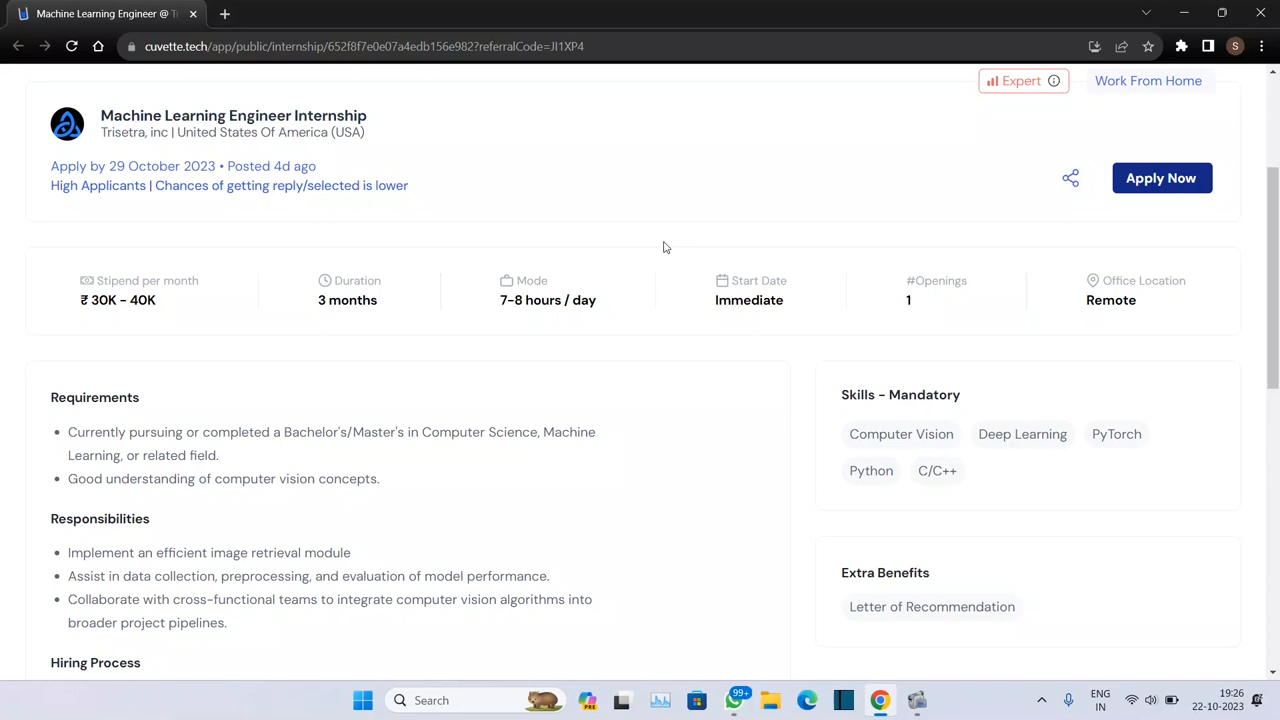 Machine Learning Engineer @ Tr
cuvette.tech/app/public/internship/652f8f7e0e07a4edb156e982?referralCode=JI1XP4
S
Expert
Work From Home
Machine Learning Engineer Internship
Trisetra, inc | United States Of America (USA)
Apply by 29 October 2023 • Posted 4d ago
High Applicants | Chances of getting reply/selected is lower
Apply Now
Stipend per month
₹ 30K - 40K
Duration
3 months
Mode
7-8 hours / day
Start Date
Immediate
#Openings
1
Office Location
Remote
Requirements
• Currently pursuing or completed a Bachelor's/Master's in Computer Science, Machine
Learning, or related field.
• Good understanding of computer vision concepts.
Responsibilities
• Implement an efficient image retrieval module
• Assist in data collection, preprocessing, and evaluation of model performance.
• Collaborate with cross-functional teams to integrate computer vision algorithms into
broader project pipelines.
Hiring Process
Skills - Mandatory
Computer Vision
Deep Learning
PyTorch
Python
C/C++
Extra Benefits
Letter of Recommendation
Search
PRE
99+
ENG
IN
19:26
22-10-2023